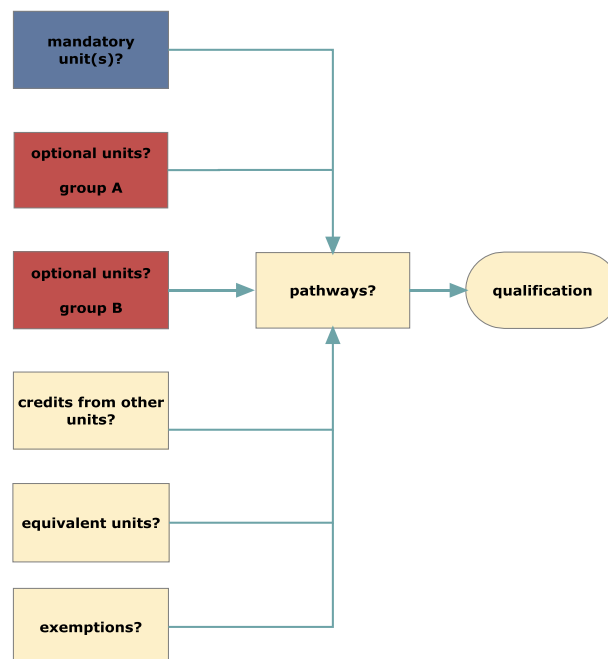 mandatory
unit(s)?
optional units?
group A
optional units?
group B
pathways?
qualification
credits from other
units?
equivalent units?
exemptions?